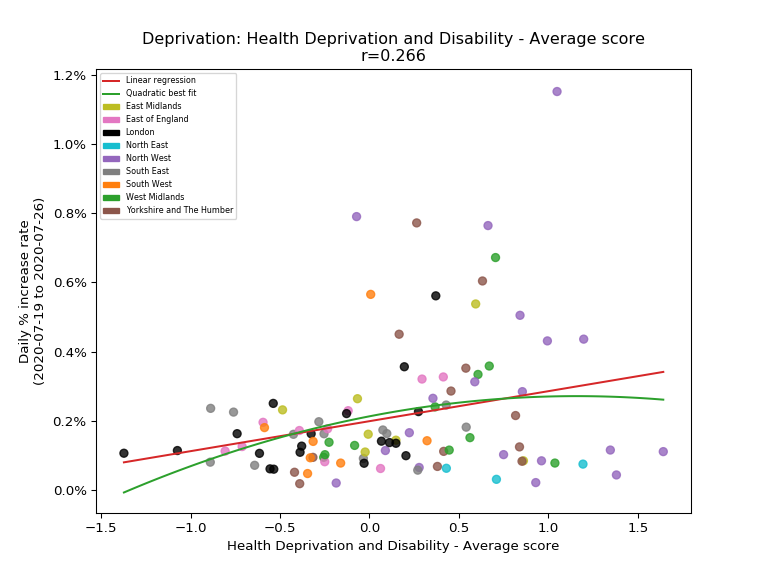 Deprivation: Health Deprivation and Disability - Average score
r=0.266
1.2%
1.0%
0.8%
0.6%
0.4%
0.2%
0.0%
Daily % increase rate
(2020-07-19 to 2020-07-26)
Linear regression
Quadratic best fit
East Midlands
East of England
London
North East
North West
South East
South West
West Midlands
Yorkshire and The Humber
−1.5
−1.0
−0.5
0.0
0.5
1.0
1.5
Health Deprivation and Disability - Average score